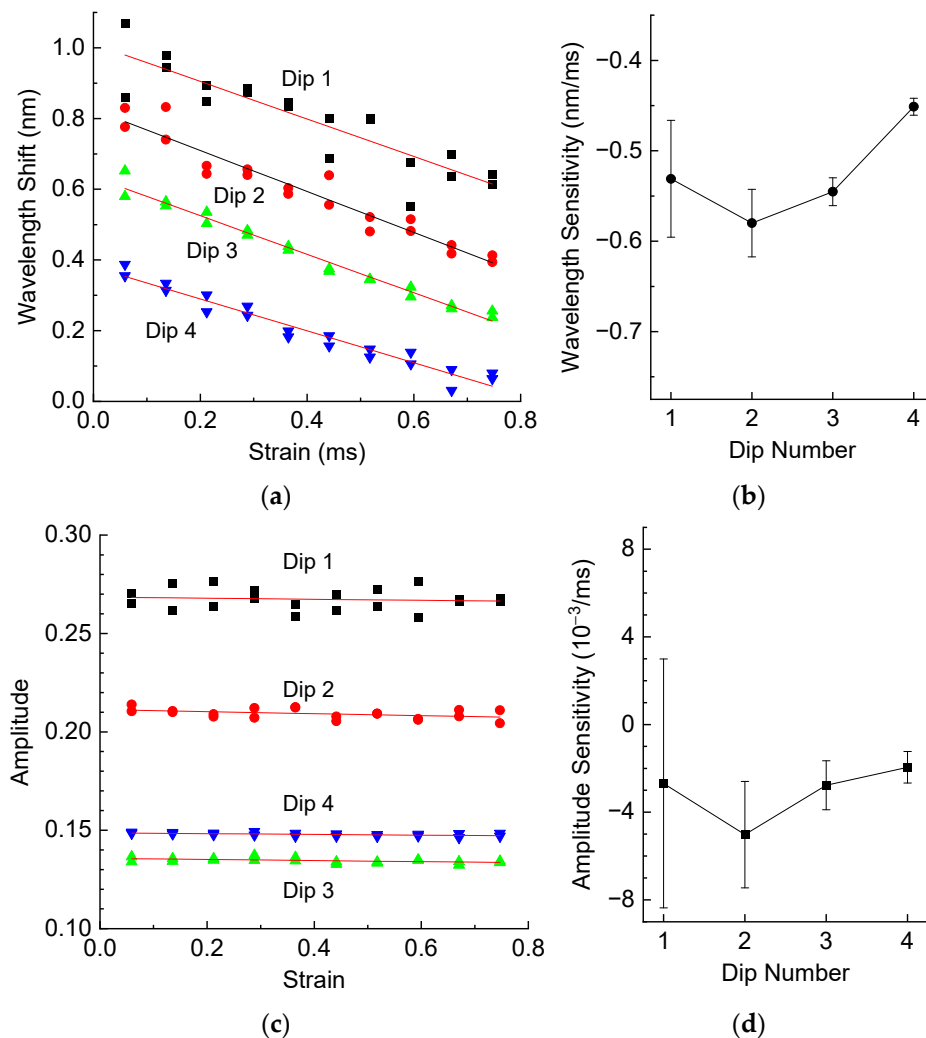 Wavelength Shift (nm)
1.0
0.8
0.6
0.4
0.2
0.0
Dip 1
Dip 2
Dip 3
Dip 4
0.0 0.2 0.4 0.6 0.8
Strain (ms)
(a)
Wavelength Sensitivity (nm/ms)
−0.4
−0.5
−0.6
−0.7
1 2 3 4
Dip Number
(b)
Amplitude
0.30
0.25
0.20
0.15
0.10
Dip 1
Dip 2
Dip 4
Dip 3
0.0 0.2 0.4 0.6 0.8
Strain
(c)
Amplitude Sensitivity (10⁻³/ms)
8
4
0
−4
−8
1 2 3 4
Dip Number
(d)